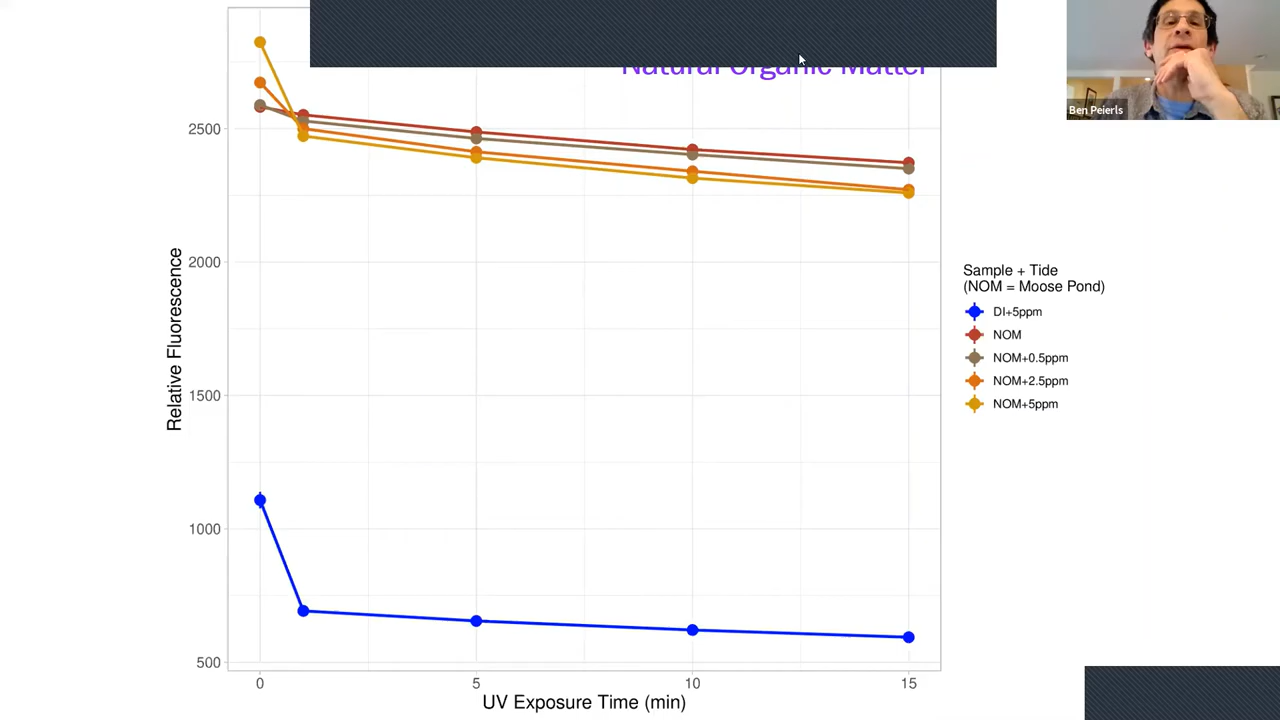 Natural Organic Matter
Ben Peierls
2500
2000
1500
1000
500
Relative Fluorescence
0
5
10
15
UV Exposure Time (min)
Sample + Tide
(NOM = Moose Pond)
DI+5ppm
NOM
NOM+0.5ppm
NOM+2.5ppm
NOM+5ppm